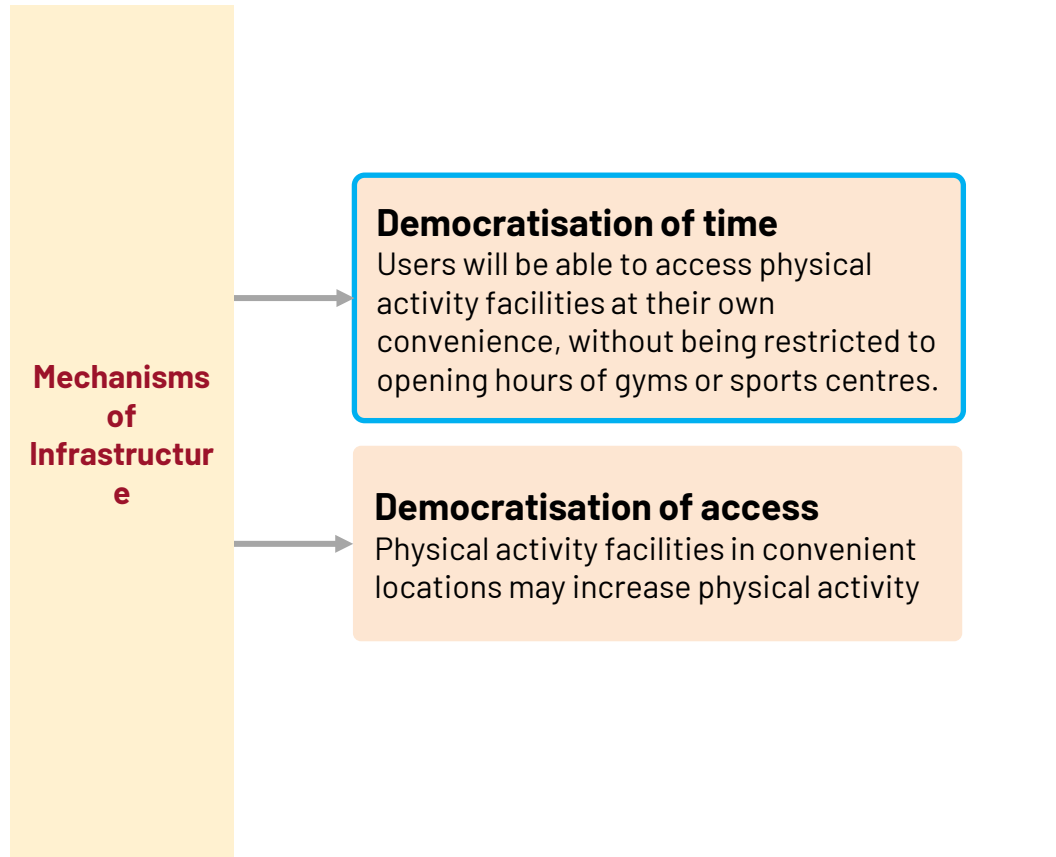 Mechanisms
of
Infrastructur
e
Democratisation of time
Users will be able to access physical
activity facilities at their own
convenience, without being restricted to
opening hours of gyms or sports centres.
Democratisation of access
Physical activity facilities in convenient
locations may increase physical activity